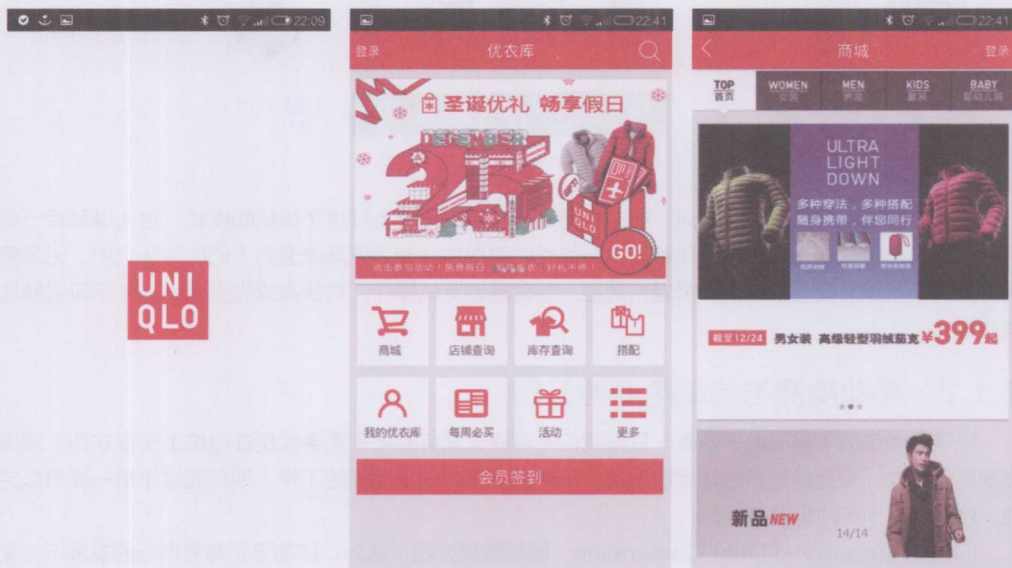 22:09
UNI
QLO
22:41
登录
优衣库
圣诞优礼 畅享假日
DECEMBER
25
UNI
QLO
GO!
商城
店铺查询
库存查询
搭配
我的优衣库
每周必买
活动
更多
会员签到
22:41
商城
登录
TOP
首页
WOMEN
女装
MEN
男装
KIDS
童装
BABY
婴幼儿装
ULTRA
LIGHT
DOWN
多种穿法，多种搭配
随身携带，伴您同行
截至12/24 男女装 高级轻型羽绒茄克 ¥399起
新品NEW
14/14